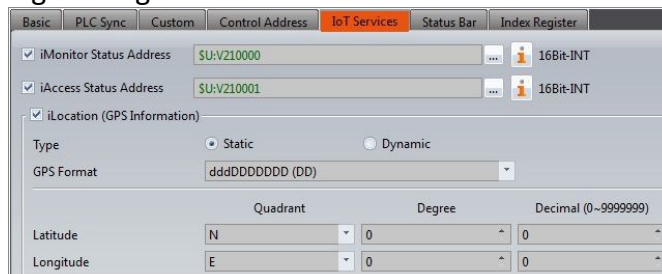 Basic PLC Sync Custom Control Address IoT Services Status Bar Index Register
iMonitor Status Address $U:V210000 ... i 16Bit-INT
iAccess Status Address $U:V210001 ... i 16Bit-INT
iLocation (GPS Information)
Type Static Dynamic
GPS Format dddDDDDDDD (DD)
Quadrant Degree Decimal (0~9999999)
Latitude N 0 0
Longitude E 0 0